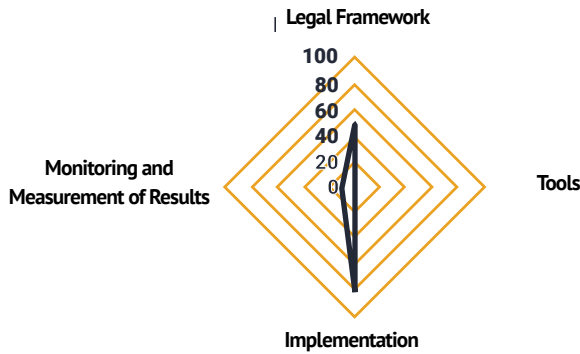 Legal Framework
100
80
60
40
20
0
Monitoring and
Measurement of Results
Tools
Implementation